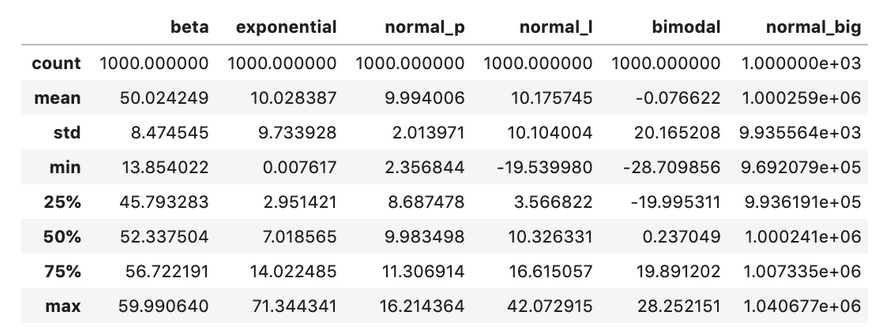 beta exponential normal_p normal_l bimodal normal_big
count 1000.000000 1000.000000 1000.000000 1000.000000 1000.000000 1.000000e+03
mean 50.024249 10.028387 9.994006 10.175745 -0.076622 1.000259e+06
std 8.474545 9.733928 2.013971 10.104004 20.165208 9.935564e+03
min 13.854022 0.007617 2.356844 -19.539980 -28.709856 9.692079e+05
25% 45.793283 2.951421 8.687478 3.566822 -19.995311 9.936191e+05
50% 52.337504 7.018565 9.983498 10.326331 0.237049 1.000241e+06
75% 56.722191 14.022485 11.306914 16.615057 19.891202 1.007335e+06
max 59.990640 71.344341 16.214364 42.072915 28.252151 1.040677e+06